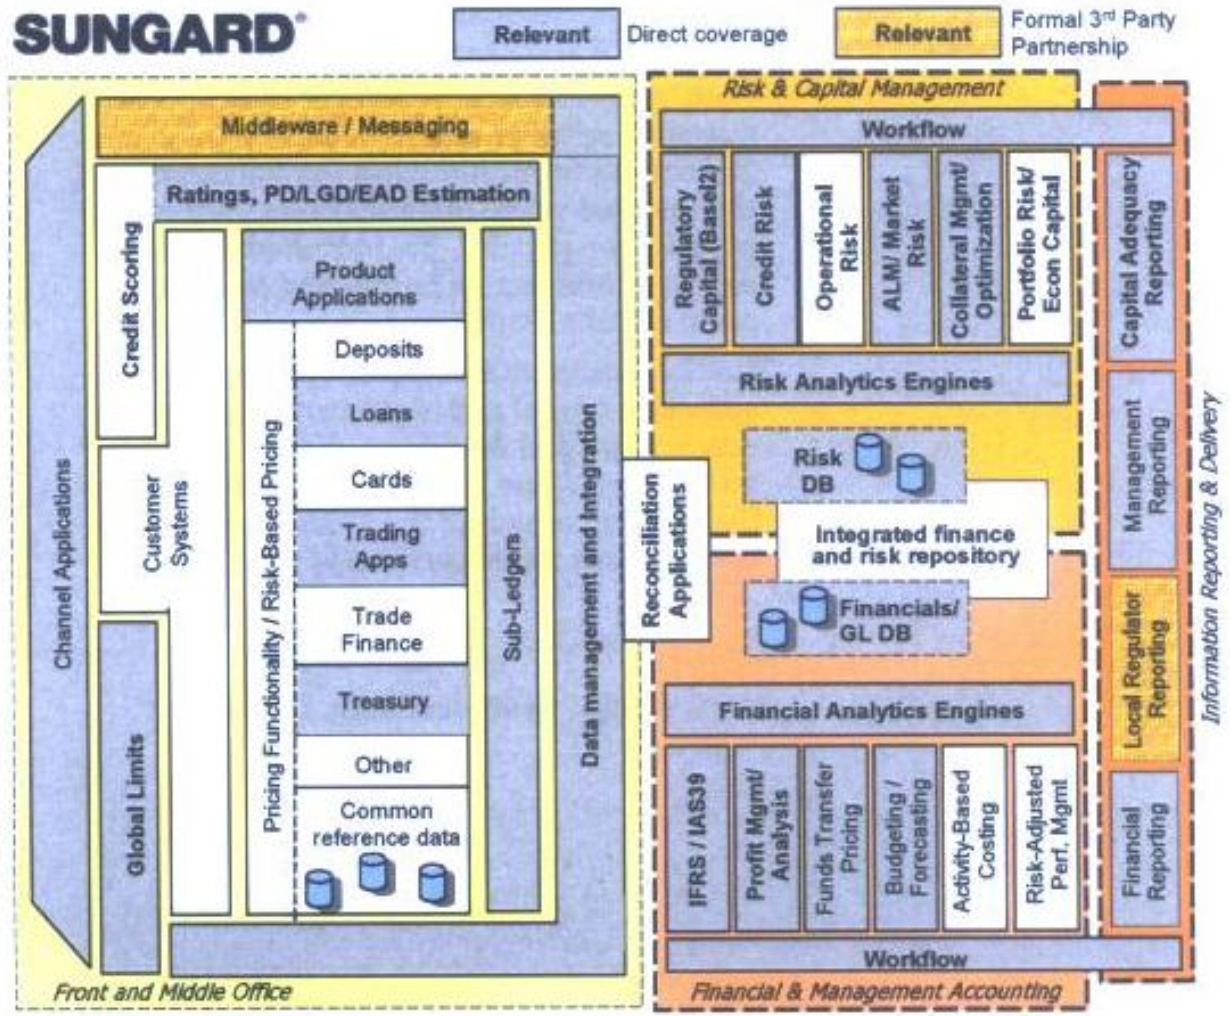 SUNGARD®
Relevant
Direct coverage
Relevant
Formal 3rd Party
Partnership
Middleware / Messaging
Ratings, PD/LGD/EAD Estimation
Credit Scoring
Channel Applications
Customer
Systems
Global Limits
Pricing Functionality / Risk-Based Pricing
Product
Applications
Deposits
Loans
Cards
Trading
Apps
Trade
Finance
Treasury
Other
Common
reference data
Sub-Ledgers
Data management and Integration
Front and Middle Office
Reconciliation
Applications
Risk & Capital Management
Workflow
Regulatory
Capital (Basel2)
Credit Risk
Operational
Risk
ALM/ Market
Risk
Collateral Mgmt/
Optimization
Portfolio Risk/
Econ Capital
Risk Analytics Engines
Risk
DB
Integrated finance
and risk repository
Financials/
GL DB
Financial Analytics Engines
IFRS / IAS39
Profit Mgmt/
Analysis
Funds Transfer
Pricing
Budgeting /
Forecasting
Activity-Based
Costing
Risk-Adjusted
Perf. Mgmt
Workflow
Financial & Management Accounting
Capital Adequacy
Reporting
Management
Reporting
Local Regulator
Reporting
Financial
Reporting
Information Reporting & Delivery